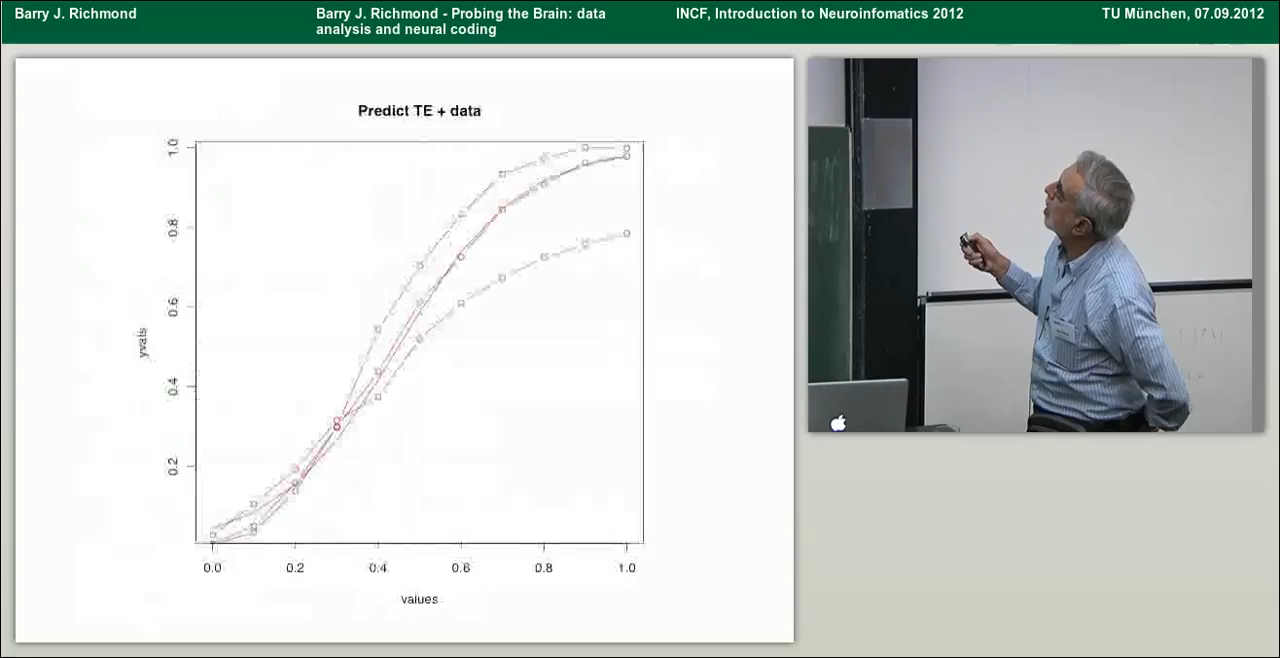 Barry J. Richmond
Barry J. Richmond - Probing the Brain: data
analysis and neural coding
INCF, Introduction to Neuroinfomatics 2012
TU München, 07.09.2012
Predict TE + data
1.0
0.8
0.6
yvals
0.4
0.2
0.0 0.2 0.4 0.6 0.8 1.0
values